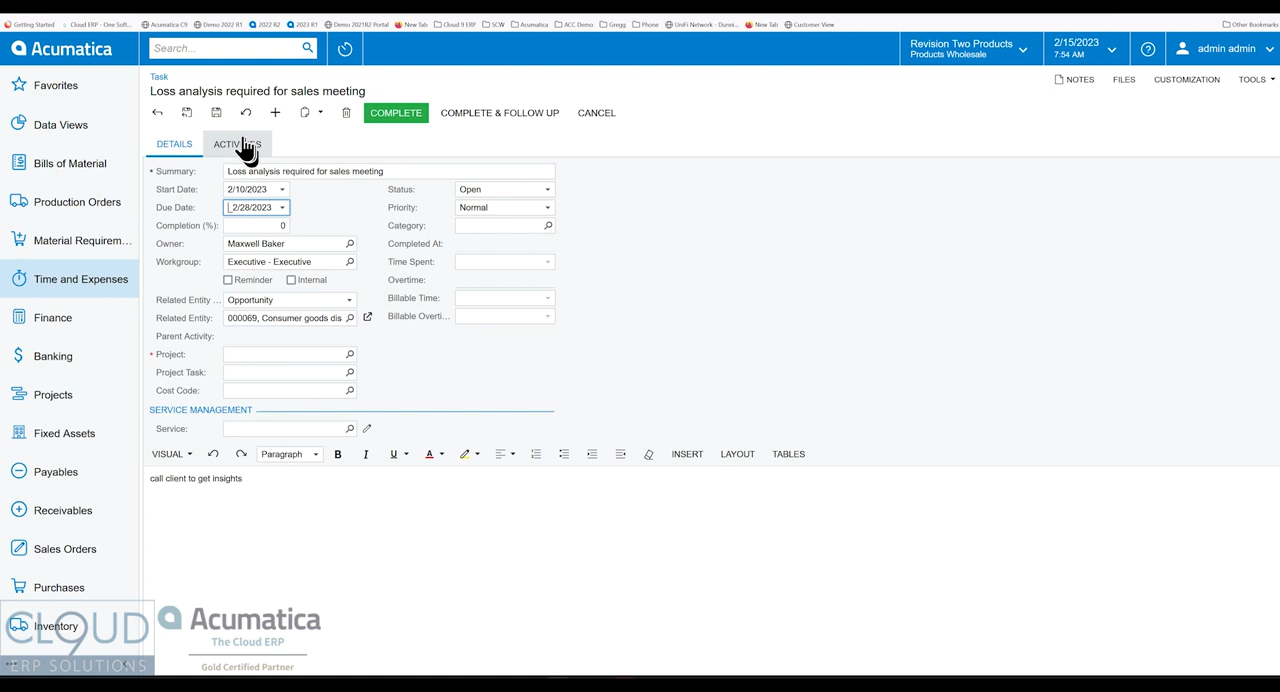 Getting Started Cloud ERP - One Soft... Acumatica C9 Demo 2022 R1 2022 R2 2023 R1 Demo 2021R2 Portal New Tab Cloud 9 ERP SCW Acumatica ACC Demo Gregg Phone UniFi Network - Dunni... New Tab Customer View Other Bookmarks
Acumatica Search... Revision Two Products Products Wholesale 2/15/2023 7:54 AM admin admin
Task
NOTES FILES CUSTOMIZATION TOOLS
Loss analysis required for sales meeting
COMPLETE COMPLETE & FOLLOW UP CANCEL
DETAILS
Favorites
Data Views
Bills of Material
Production Orders
Material Requirem...
Time and Expenses
Finance
Banking
Projects
Fixed Assets
Payables
Receivables
Sales Orders
Purchases
Inventory
* Summary: Loss analysis required for sales meeting
Start Date: 2/10/2023 Status: Open
Due Date: 2/28/2023 Priority: Normal
Completion (%): 0 Category:
Owner: Maxwell Baker Completed At:
Workgroup: Executive - Executive Time Spent:
Reminder Internal Overtime:
Related Entity ... Opportunity Billable Time:
Related Entity: 000069, Consumer goods dis Billable Overti...
Parent Activity:
* Project:
Project Task:
Cost Code:
SERVICE MANAGEMENT
Service:
VISUAL Paragraph B I U A INSERT LAYOUT TABLES
call client to get insights
CLOUD 9
ERP SOLUTIONS
Acumatica
The Cloud ERP
Gold Certified Partner